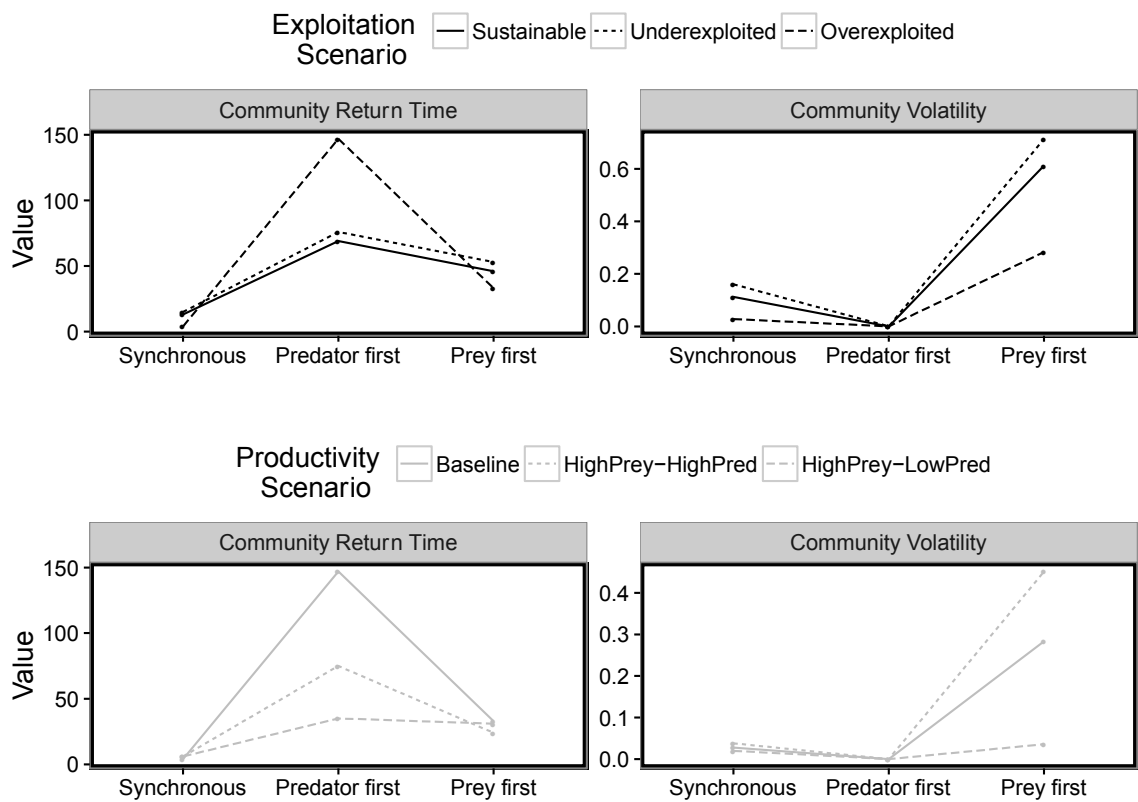 Exploitation Scenario
Sustainable Underexploited Overexploited
Community Return Time
Community Volatility
Value
150
100
50
0
Synchronous Predator first Prey first
0.6
0.4
0.2
0.0
Synchronous Predator first Prey first
Productivity Scenario
Baseline HighPrey−HighPred HighPrey−LowPred
Community Return Time
Community Volatility
Value
150
100
50
0
Synchronous Predator first Prey first
0.4
0.3
0.2
0.1
0.0
Synchronous Predator first Prey first